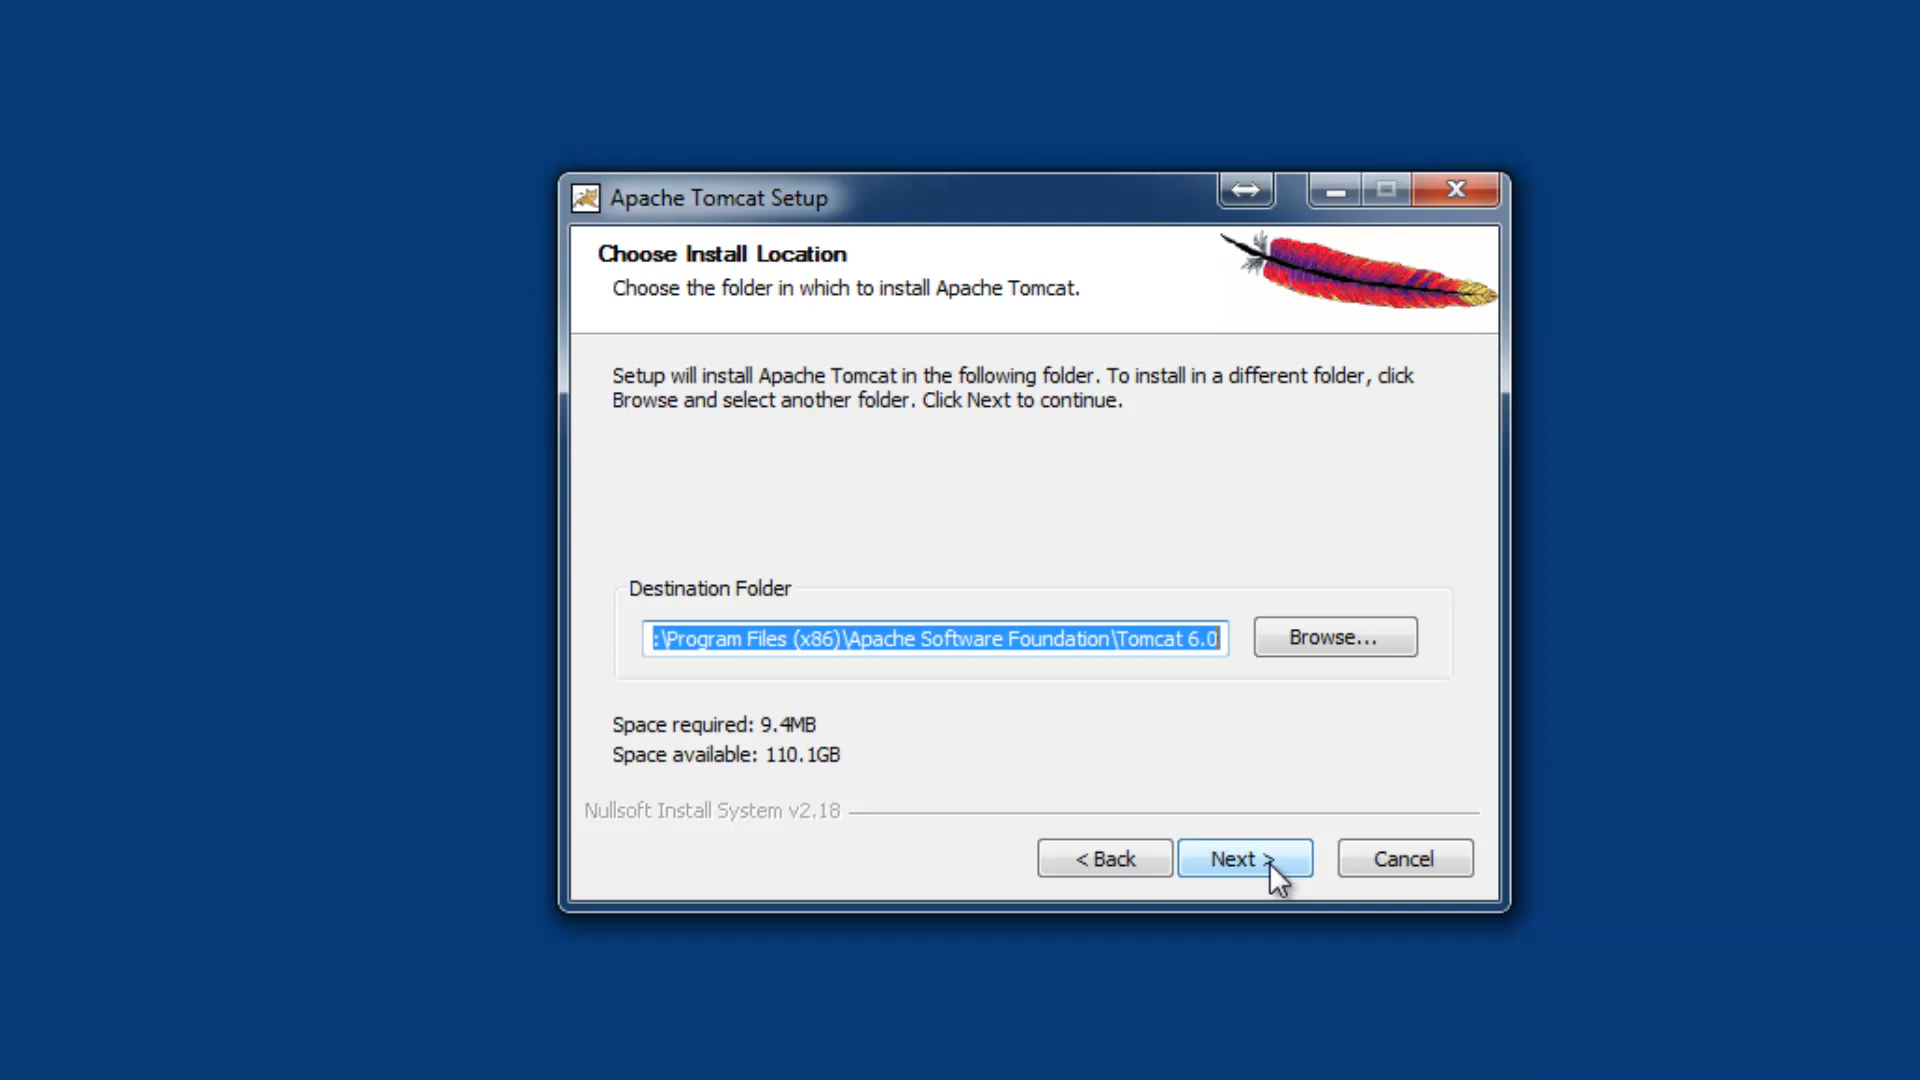 Apache Tomcat Setup
Choose Install Location
Choose the folder in which to install Apache Tomcat.
Setup will install Apache Tomcat in the following folder. To install in a different folder, click
Browse and select another folder. Click Next to continue.
Destination Folder
:\Program Files (x86)\Apache Software Foundation\Tomcat 6.0
Browse...
Space required: 9.4MB
Space available: 110.1GB
Nullsoft Install System v2.18
< Back
Next >
Cancel